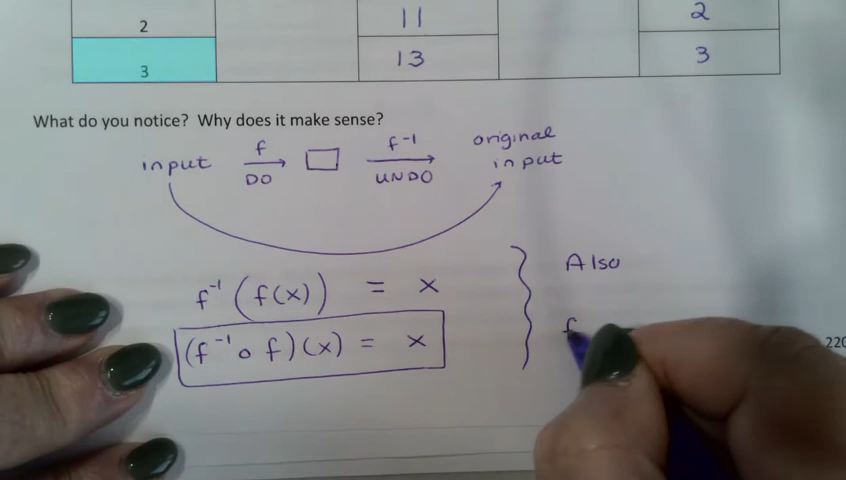 2 11 2
3 13 3
What do you notice? Why does it make sense?
input f DO □ f⁻¹ UNDO original input
f⁻¹(f(x)) = x
(f⁻¹ ∘ f)(x) = x
Also
f
220